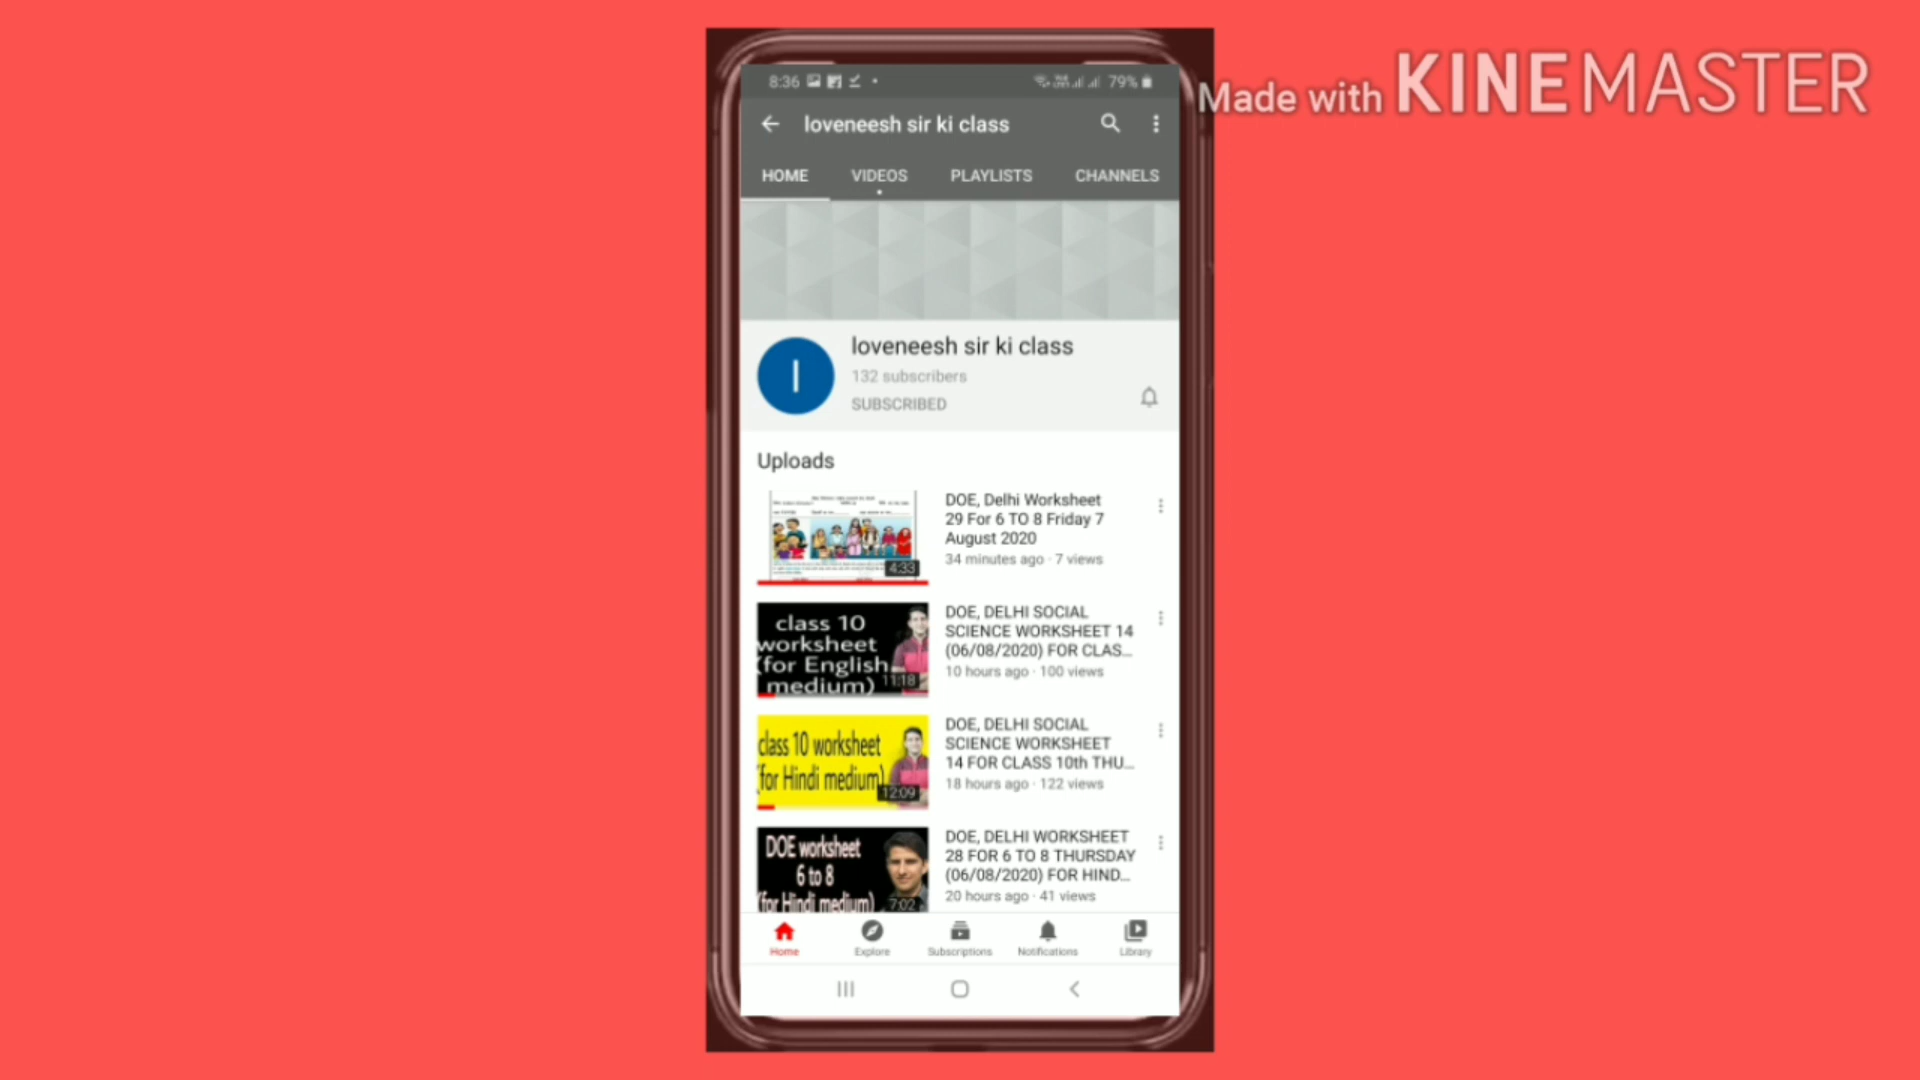 Made with KINEMASTER
8:36
79%
loveneesh sir ki class
HOME VIDEOS PLAYLISTS CHANNELS
l
loveneesh sir ki class
132 subscribers
SUBSCRIBED
Uploads
4:33
DOE, Delhi Worksheet
29 For 6 TO 8 Friday 7
August 2020
34 minutes ago · 7 views
class 10
worksheet
(for English
medium)
11:18
DOE, DELHI SOCIAL
SCIENCE WORKSHEET 14
(06/08/2020) FOR CLAS...
10 hours ago · 100 views
class 10 worksheet
(for Hindi medium)
12:09
DOE, DELHI SOCIAL
SCIENCE WORKSHEET
14 FOR CLASS 10th THU...
18 hours ago · 122 views
DOE worksheet
6 to 8
(for Hindi medium)
7:02
DOE, DELHI WORKSHEET
28 FOR 6 TO 8 THURSDAY
(06/08/2020) FOR HIND...
20 hours ago · 41 views
Home Explore Subscriptions Notifications Library